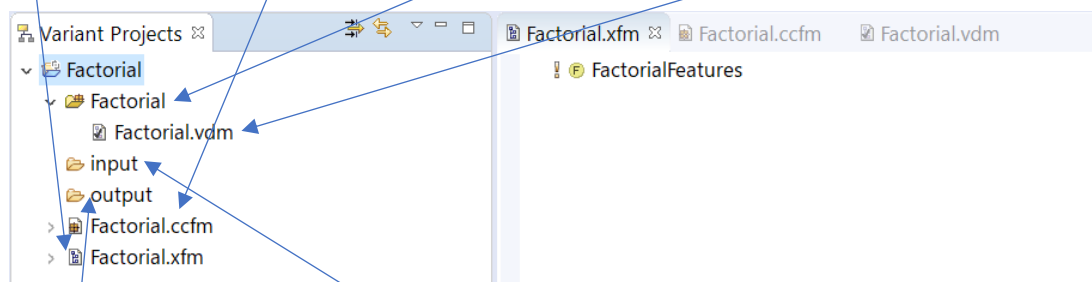 Variant Projects
Factorial.xfm Factorial.ccfm Factorial.vdm
Factorial
! F FactorialFeatures
Factorial
Factorial.vdm
input
output
Factorial.ccfm
Factorial.xfm